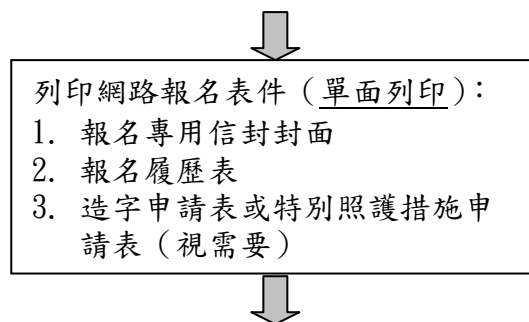 列印網路報名表件（單面列印）：
1. 報名專用信封封面
2. 報名履歷表
3. 造字申請表或特別照護措施申
請表（視需要）